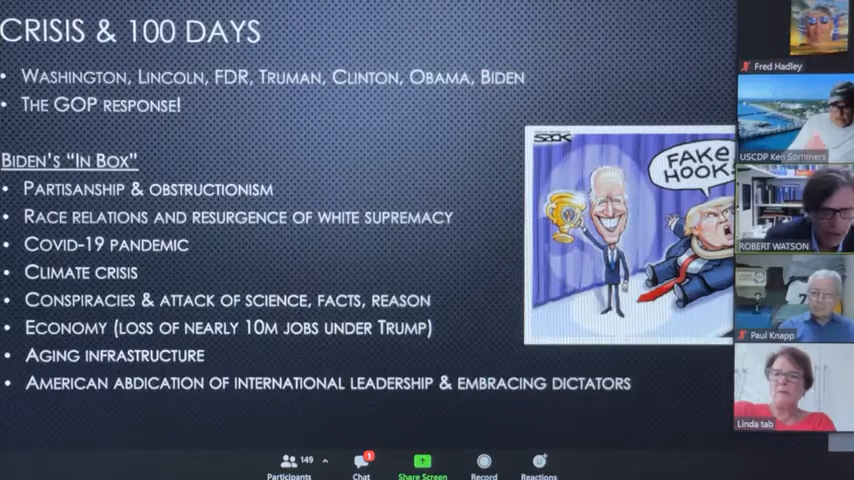 CRISIS & 100 DAYS
• WASHINGTON, LINCOLN, FDR, TRUMAN, CLINTON, OBAMA, BIDEN
• THE GOP RESPONSE!
BIDEN'S "IN BOX"
• PARTISANSHIP & OBSTRUCTIONISM
• RACE RELATIONS AND RESURGENCE OF WHITE SUPREMACY
• COVID-19 PANDEMIC
• CLIMATE CRISIS
• CONSPIRACIES & ATTACK OF SCIENCE, FACTS, REASON
• ECONOMY (LOSS OF NEARLY 10M JOBS UNDER TRUMP)
• AGING INFRASTRUCTURE
• AMERICAN ABDICATION OF INTERNATIONAL LEADERSHIP & EMBRACING DICTATORS
FAKE
HOOK.
Fred Hadley
USCDP Ken Sommers
ROBERT WATSON
Paul Knapp
Linda tab
149
1
Participants
Chat
Share Screen
Record
Reactions